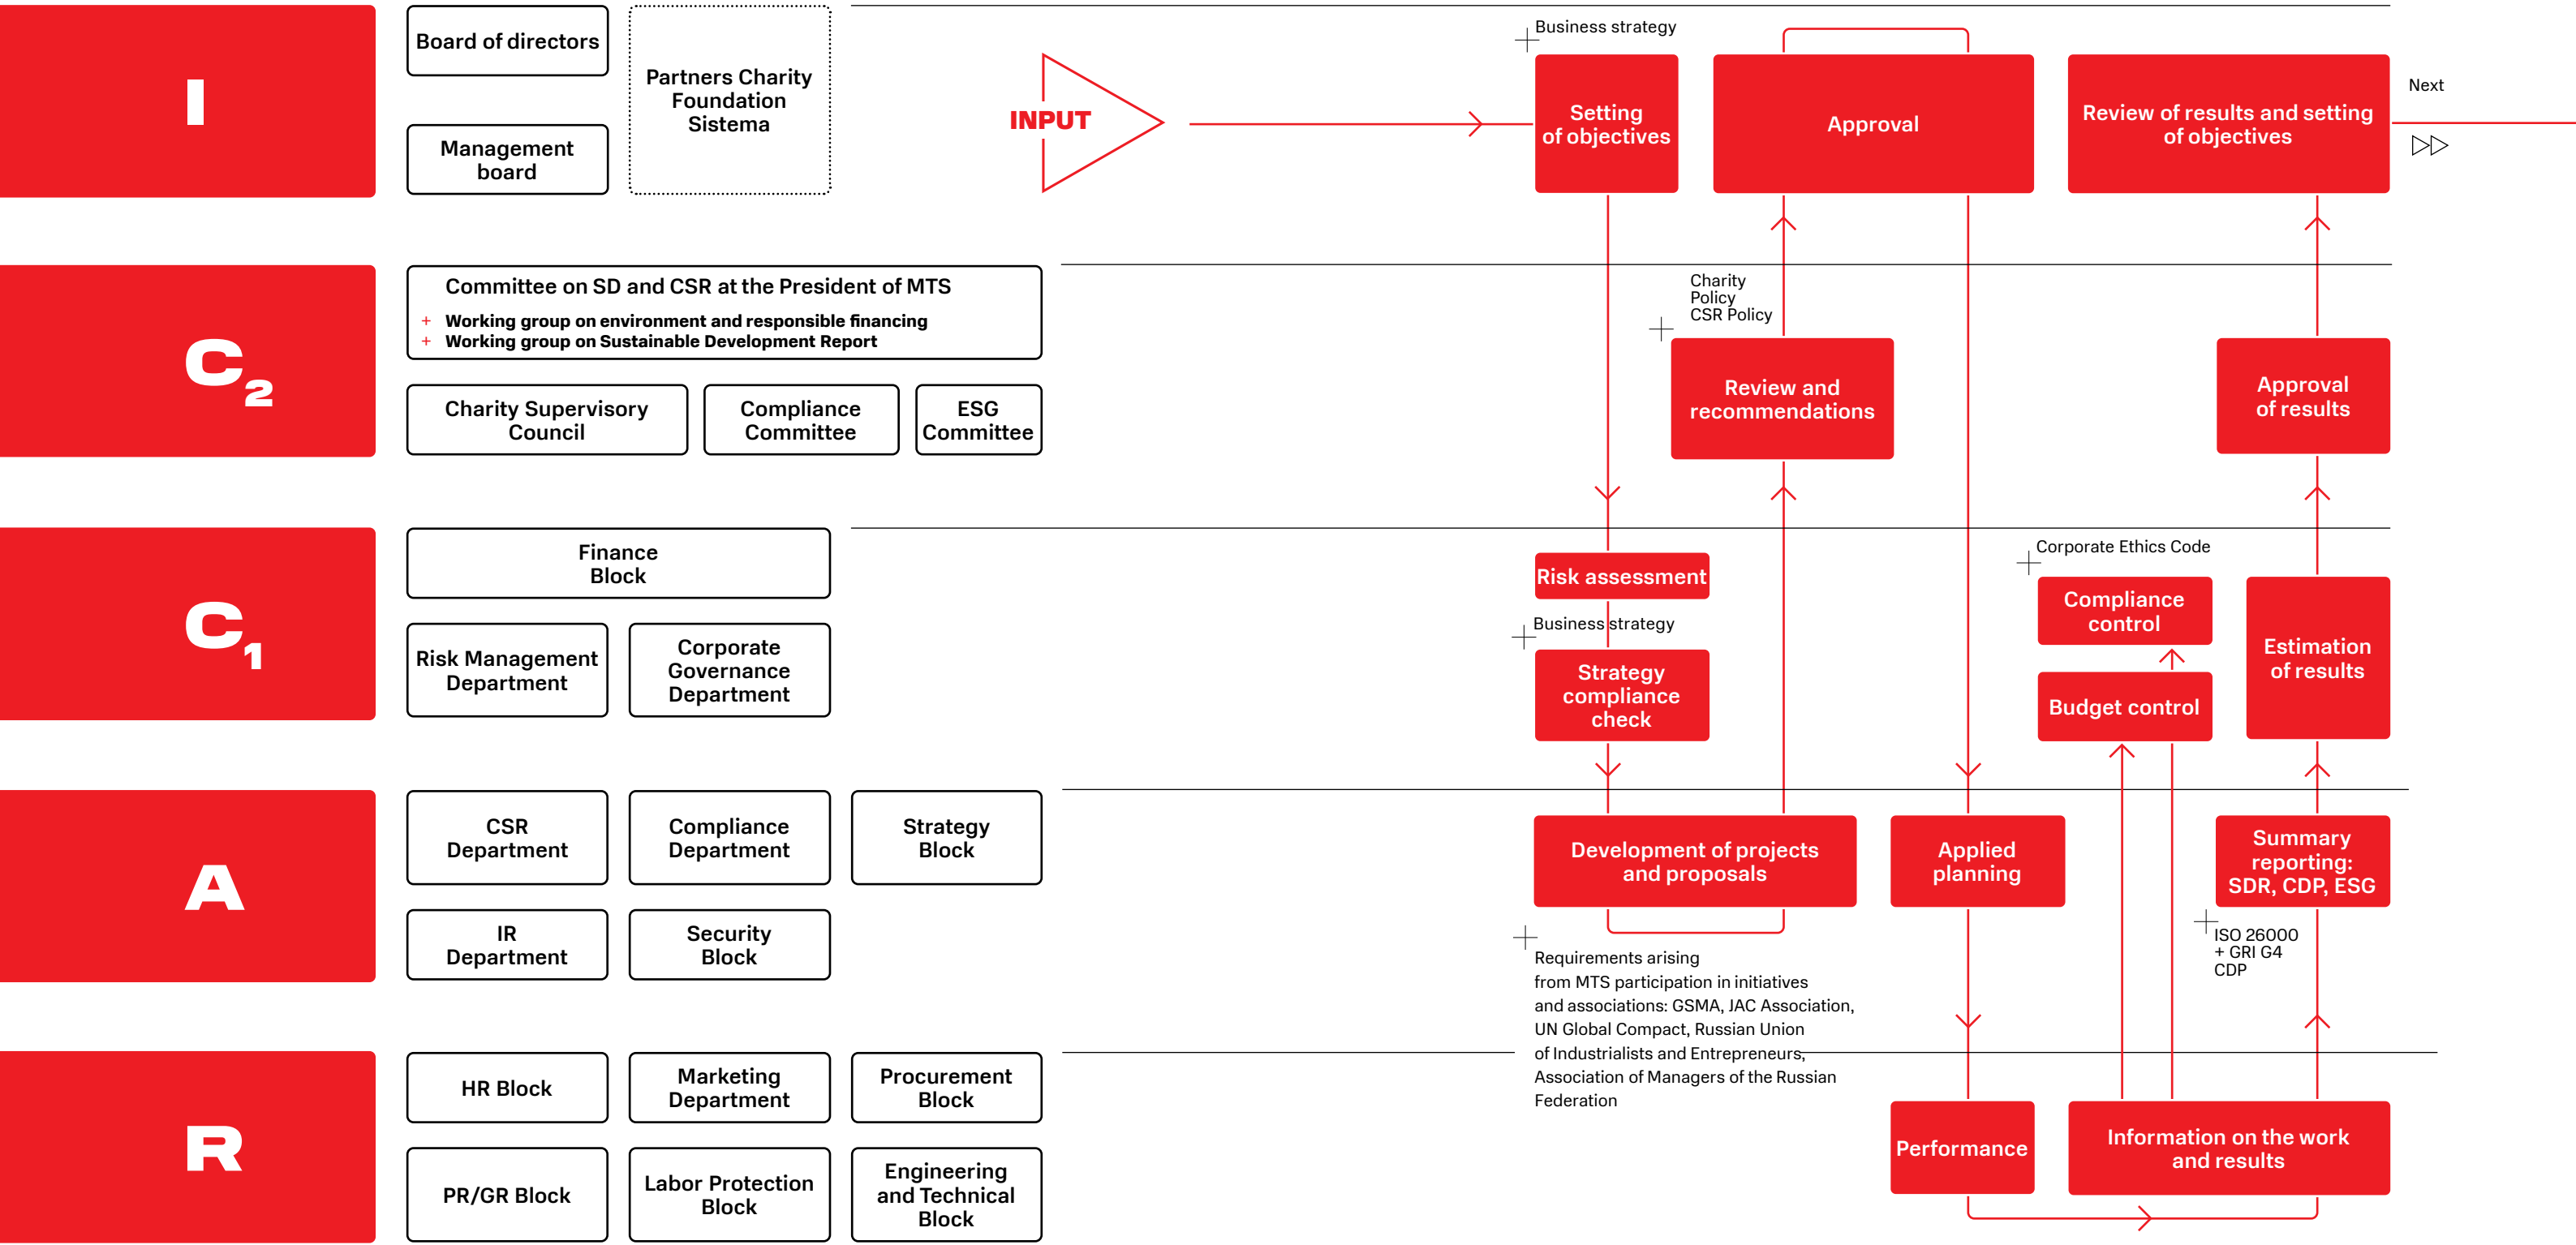 I
Board of directors
Management
board
Partners Charity
Foundation
Sistema
INPUT
Business strategy
Setting
of objectives
Approval
Review of results and setting
of objectives
Next
C2
Committee on SD and CSR at the President of MTS
+ Working group on environment and responsible financing
+ Working group on Sustainable Development Report
Charity Supervisory
Council
Compliance
Committee
ESG
Committee
Charity
Policy
CSR Policy
Review and
recommendations
Approval
of results
C1
Finance
Block
Risk Management
Department
Corporate
Governance
Department
Risk assessment
Business strategy
Strategy
compliance
check
Corporate Ethics Code
Compliance
control
Budget control
Estimation
of results
A
CSR
Department
Compliance
Department
Strategy
Block
IR
Department
Security
Block
Development of projects
and proposals
Applied
planning
Summary
reporting:
SDR, CDP, ESG
Requirements arising
from MTS participation in initiatives
and associations: GSMA, JAC Association,
UN Global Compact, Russian Union
of Industrialists and Entrepreneurs,
Association of Managers of the Russian
Federation
ISO 26000
+ GRI G4
CDP
R
HR Block
Marketing
Department
Procurement
Block
PR/GR Block
Labor Protection
Block
Engineering
and Technical
Block
Performance
Information on the work
and results